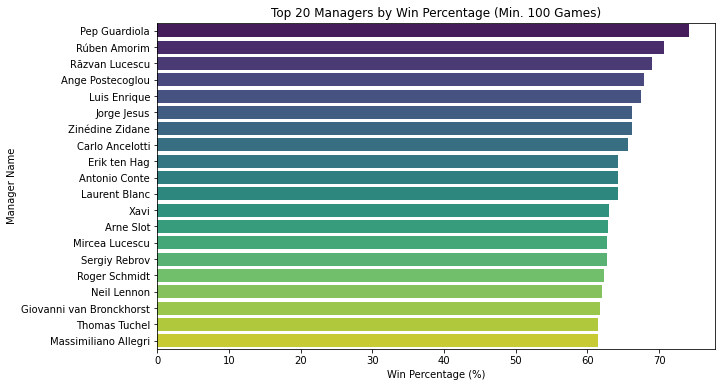 Top 20 Managers by Win Percentage (Min. 100 Games)
Manager Name
Pep Guardiola
Rúben Amorim
Răzvan Lucescu
Ange Postecoglou
Luis Enrique
Jorge Jesus
Zinédine Zidane
Carlo Ancelotti
Erik ten Hag
Antonio Conte
Laurent Blanc
Xavi
Arne Slot
Mircea Lucescu
Sergiy Rebrov
Roger Schmidt
Neil Lennon
Giovanni van Bronckhorst
Thomas Tuchel
Massimiliano Allegri
0 10 20 30 40 50 60 70
Win Percentage (%)